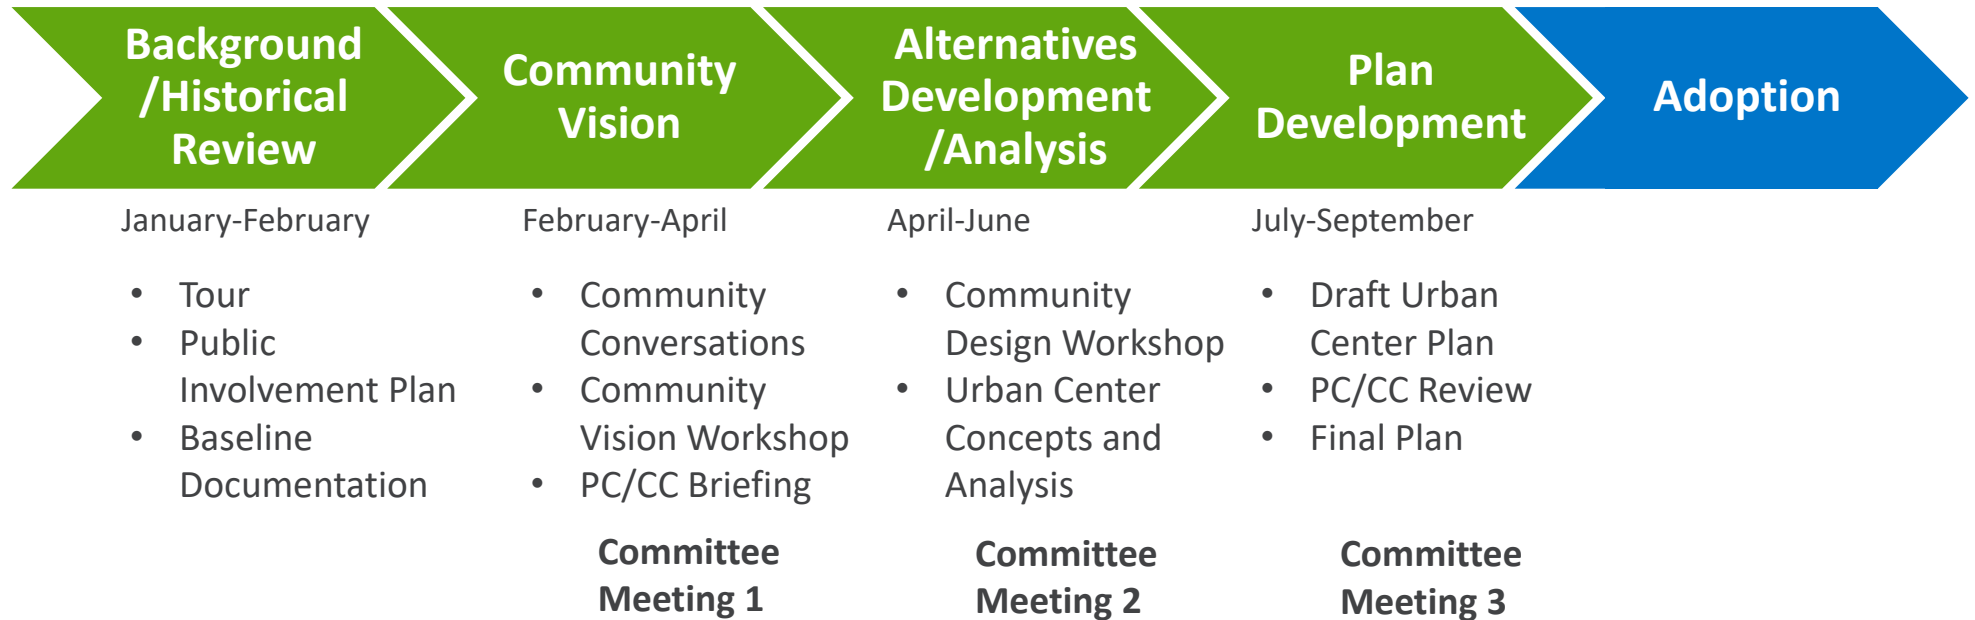 Background
/Historical
Review
Community
Vision
Alternatives
Development
/Analysis
Plan
Development
Adoption
January-February
• Tour
• Public
Involvement Plan
• Baseline
Documentation
February-April
• Community
Conversations
• Community
Vision Workshop
• PC/CC Briefing
Committee
Meeting 1
April-June
• Community
Design Workshop
• Urban Center
Concepts and
Analysis
Committee
Meeting 2
July-September
• Draft Urban
Center Plan
• PC/CC Review
• Final Plan
Committee
Meeting 3